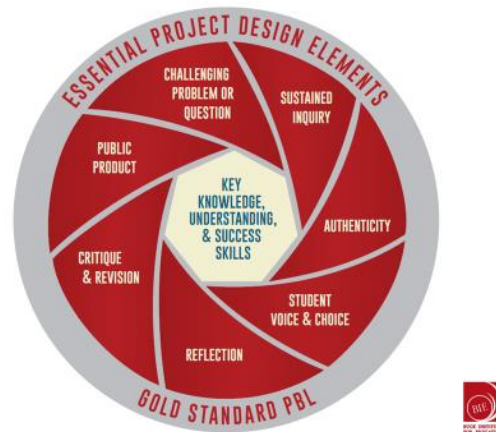 ESSENTIAL PROJECT DESIGN ELEMENTS
CHALLENGING
PROBLEM OR
QUESTION
SUSTAINED
INQUIRY
AUTHENTICITY
STUDENT
VOICE & CHOICE
REFLECTION
CRITIQUE
& REVISION
PUBLIC
PRODUCT
KEY
KNOWLEDGE,
UNDERSTANDING,
& SUCCESS
SKILLS
GOLD STANDARD PBL
BIE